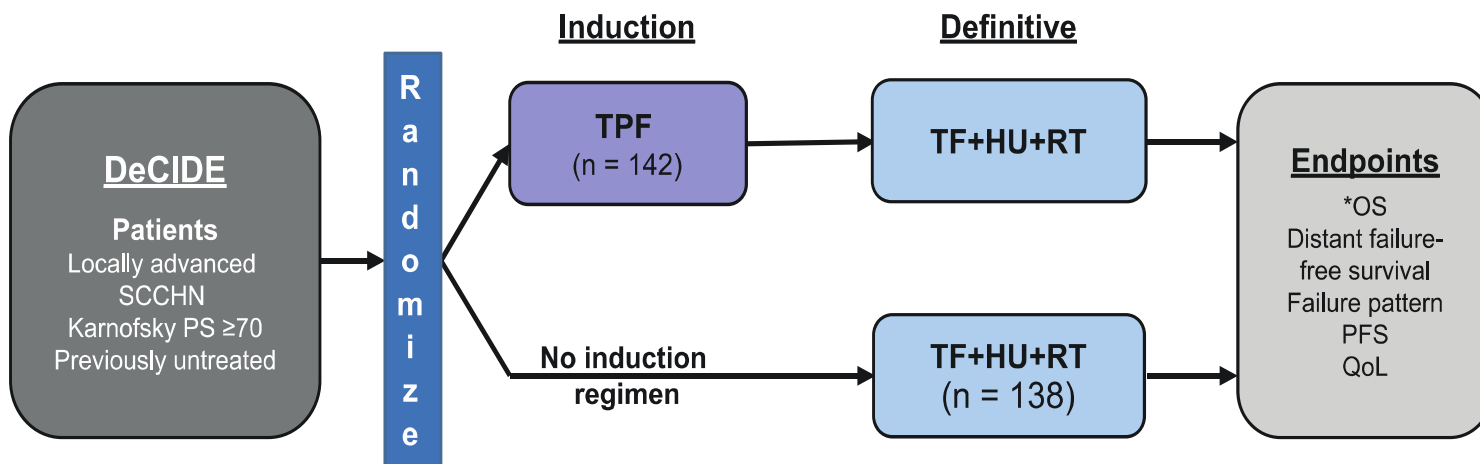 Induction
Definitive
DeCIDE
Patients
Locally advanced
SCCHN
Karnofsky PS ≥70
Previously untreated
Randomize
TPF
(n = 142)
TF+HU+RT
No induction
regimen
TF+HU+RT
(n = 138)
Endpoints
*OS
Distant failure-
free survival
Failure pattern
PFS
QoL